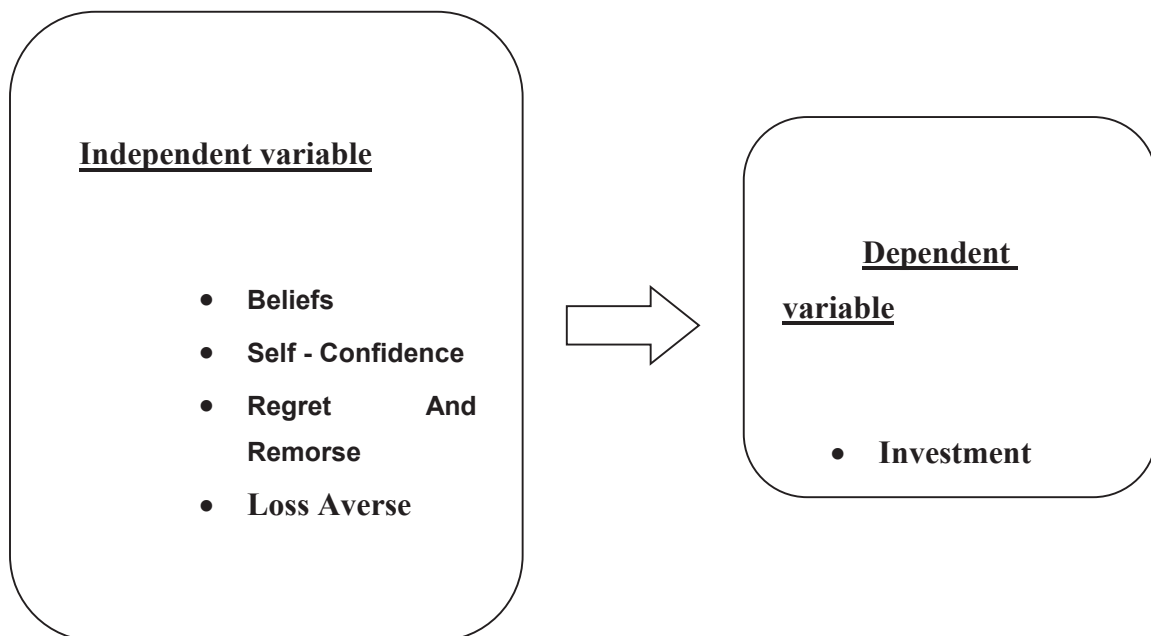 Independent variable
• Beliefs
• Self - Confidence
• Regret And
Remorse
• Loss Averse
Dependent
variable
• Investment